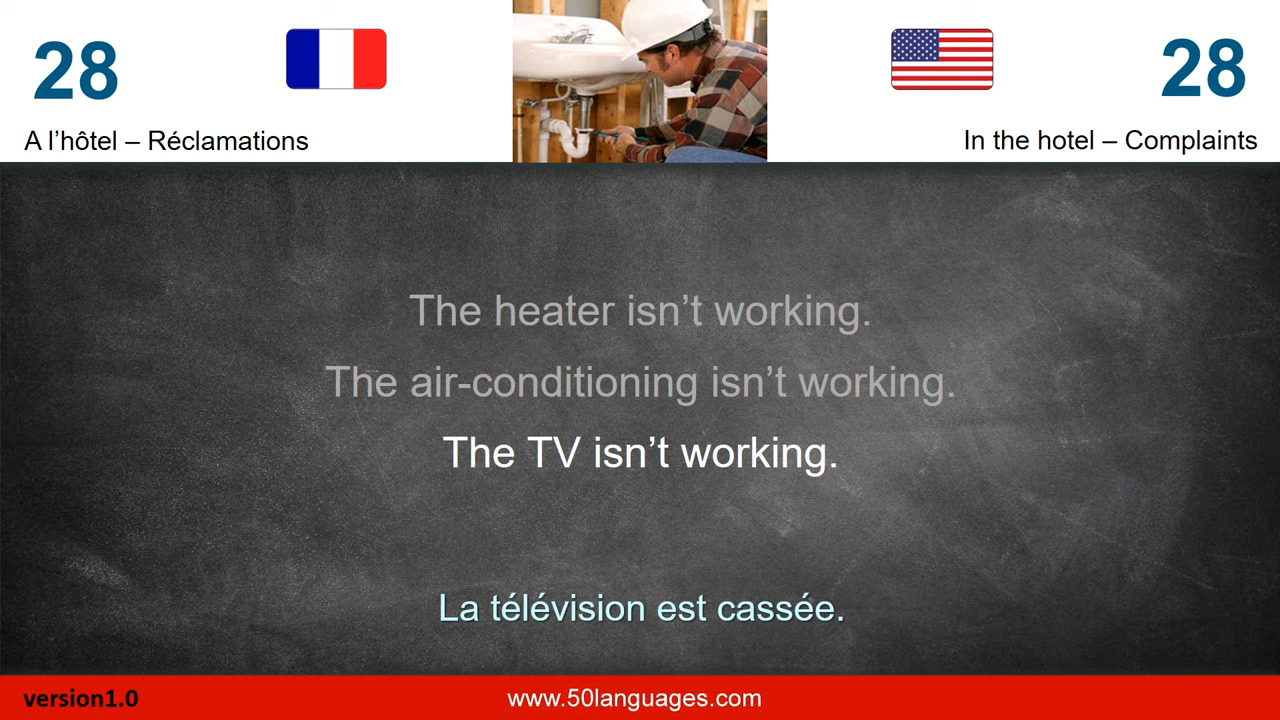 28
28
A l’hôtel – Réclamations
In the hotel – Complaints
The heater isn’t working.
The air-conditioning isn’t working.
The TV isn’t working.
La télévision est cassée.
version1.0
www.50languages.com